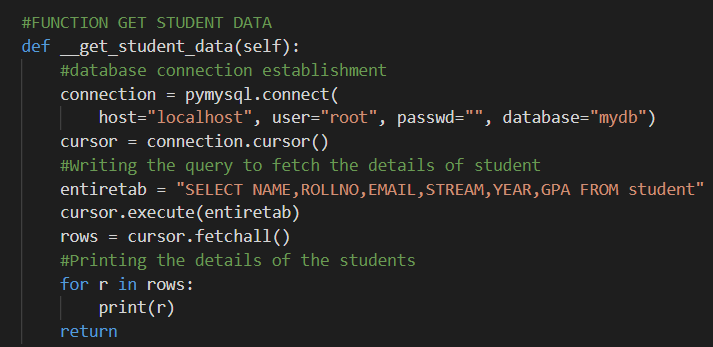 #FUNCTION GET STUDENT DATA
def __get_student_data(self):
    #database connection establishment
    connection = pymysql.connect(
        host="localhost", user="root", passwd="", database="mydb")
    cursor = connection.cursor()
    #Writing the query to fetch the details of student
    entiretab = "SELECT NAME,ROLLNO,EMAIL,STREAM,YEAR,GPA FROM student"
    cursor.execute(entiretab)
    rows = cursor.fetchall()
    #Printing the details of the students
    for r in rows:
        print(r)
    return